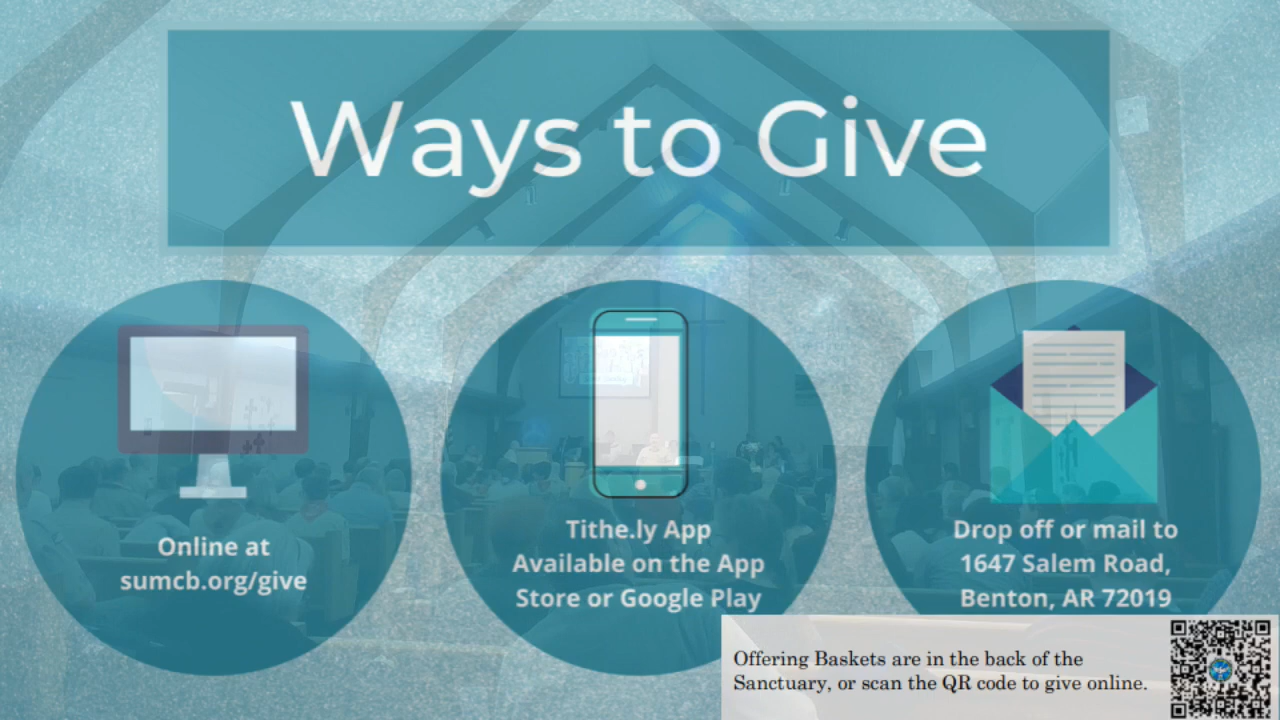 Ways to Give
Online at
sumcb.org/give
Tithe.ly App
Available on the App
Store or Google Play
Drop off or mail to
1647 Salem Road,
Benton, AR 72019
Offering Baskets are in the back of the
Sanctuary, or scan the QR code to give online.